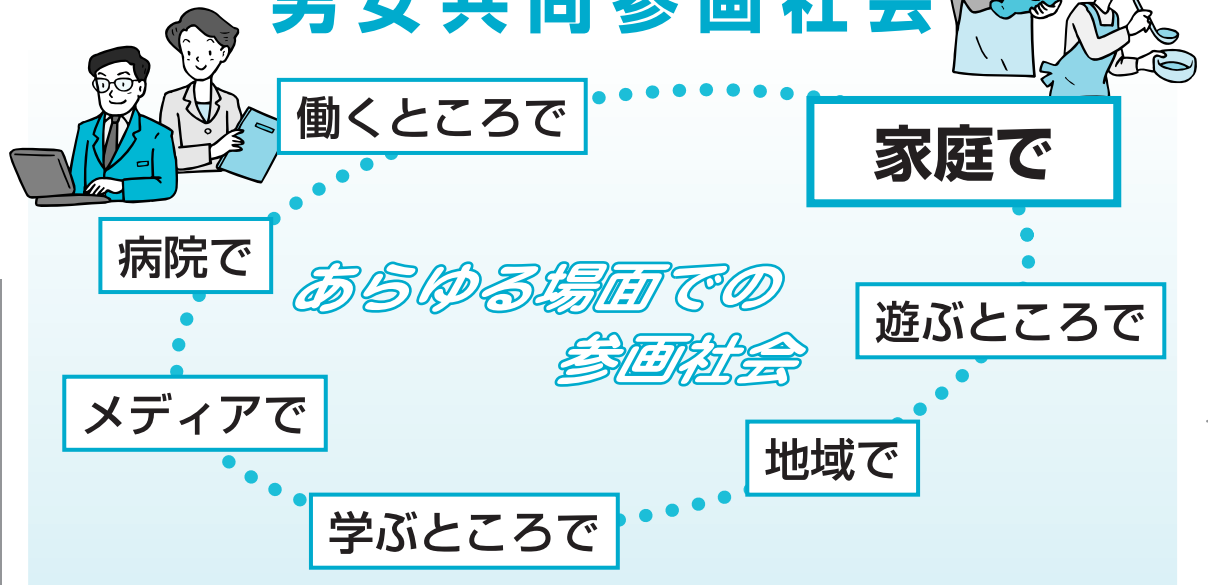 男女共同参画社会
働くところで
家庭で
病院で
あらゆる場面での
参画社会
遊ぶところで
メディアで
地域で
学ぶところで